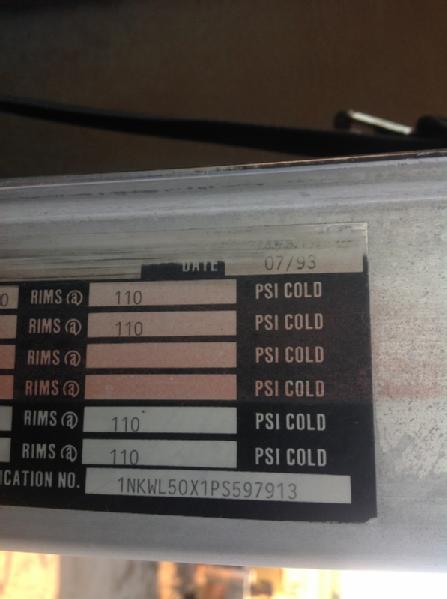 DATE 07/93
0 RIMS @ 110 PSI COLD
RIMS @ 110 PSI COLD
RIMS @ PSI COLD
RIMS @ PSI COLD
RIMS @ 110 PSI COLD
RIMS @ 110 PSI COLD
ICATION NO. 1NKWL50X1PS597913